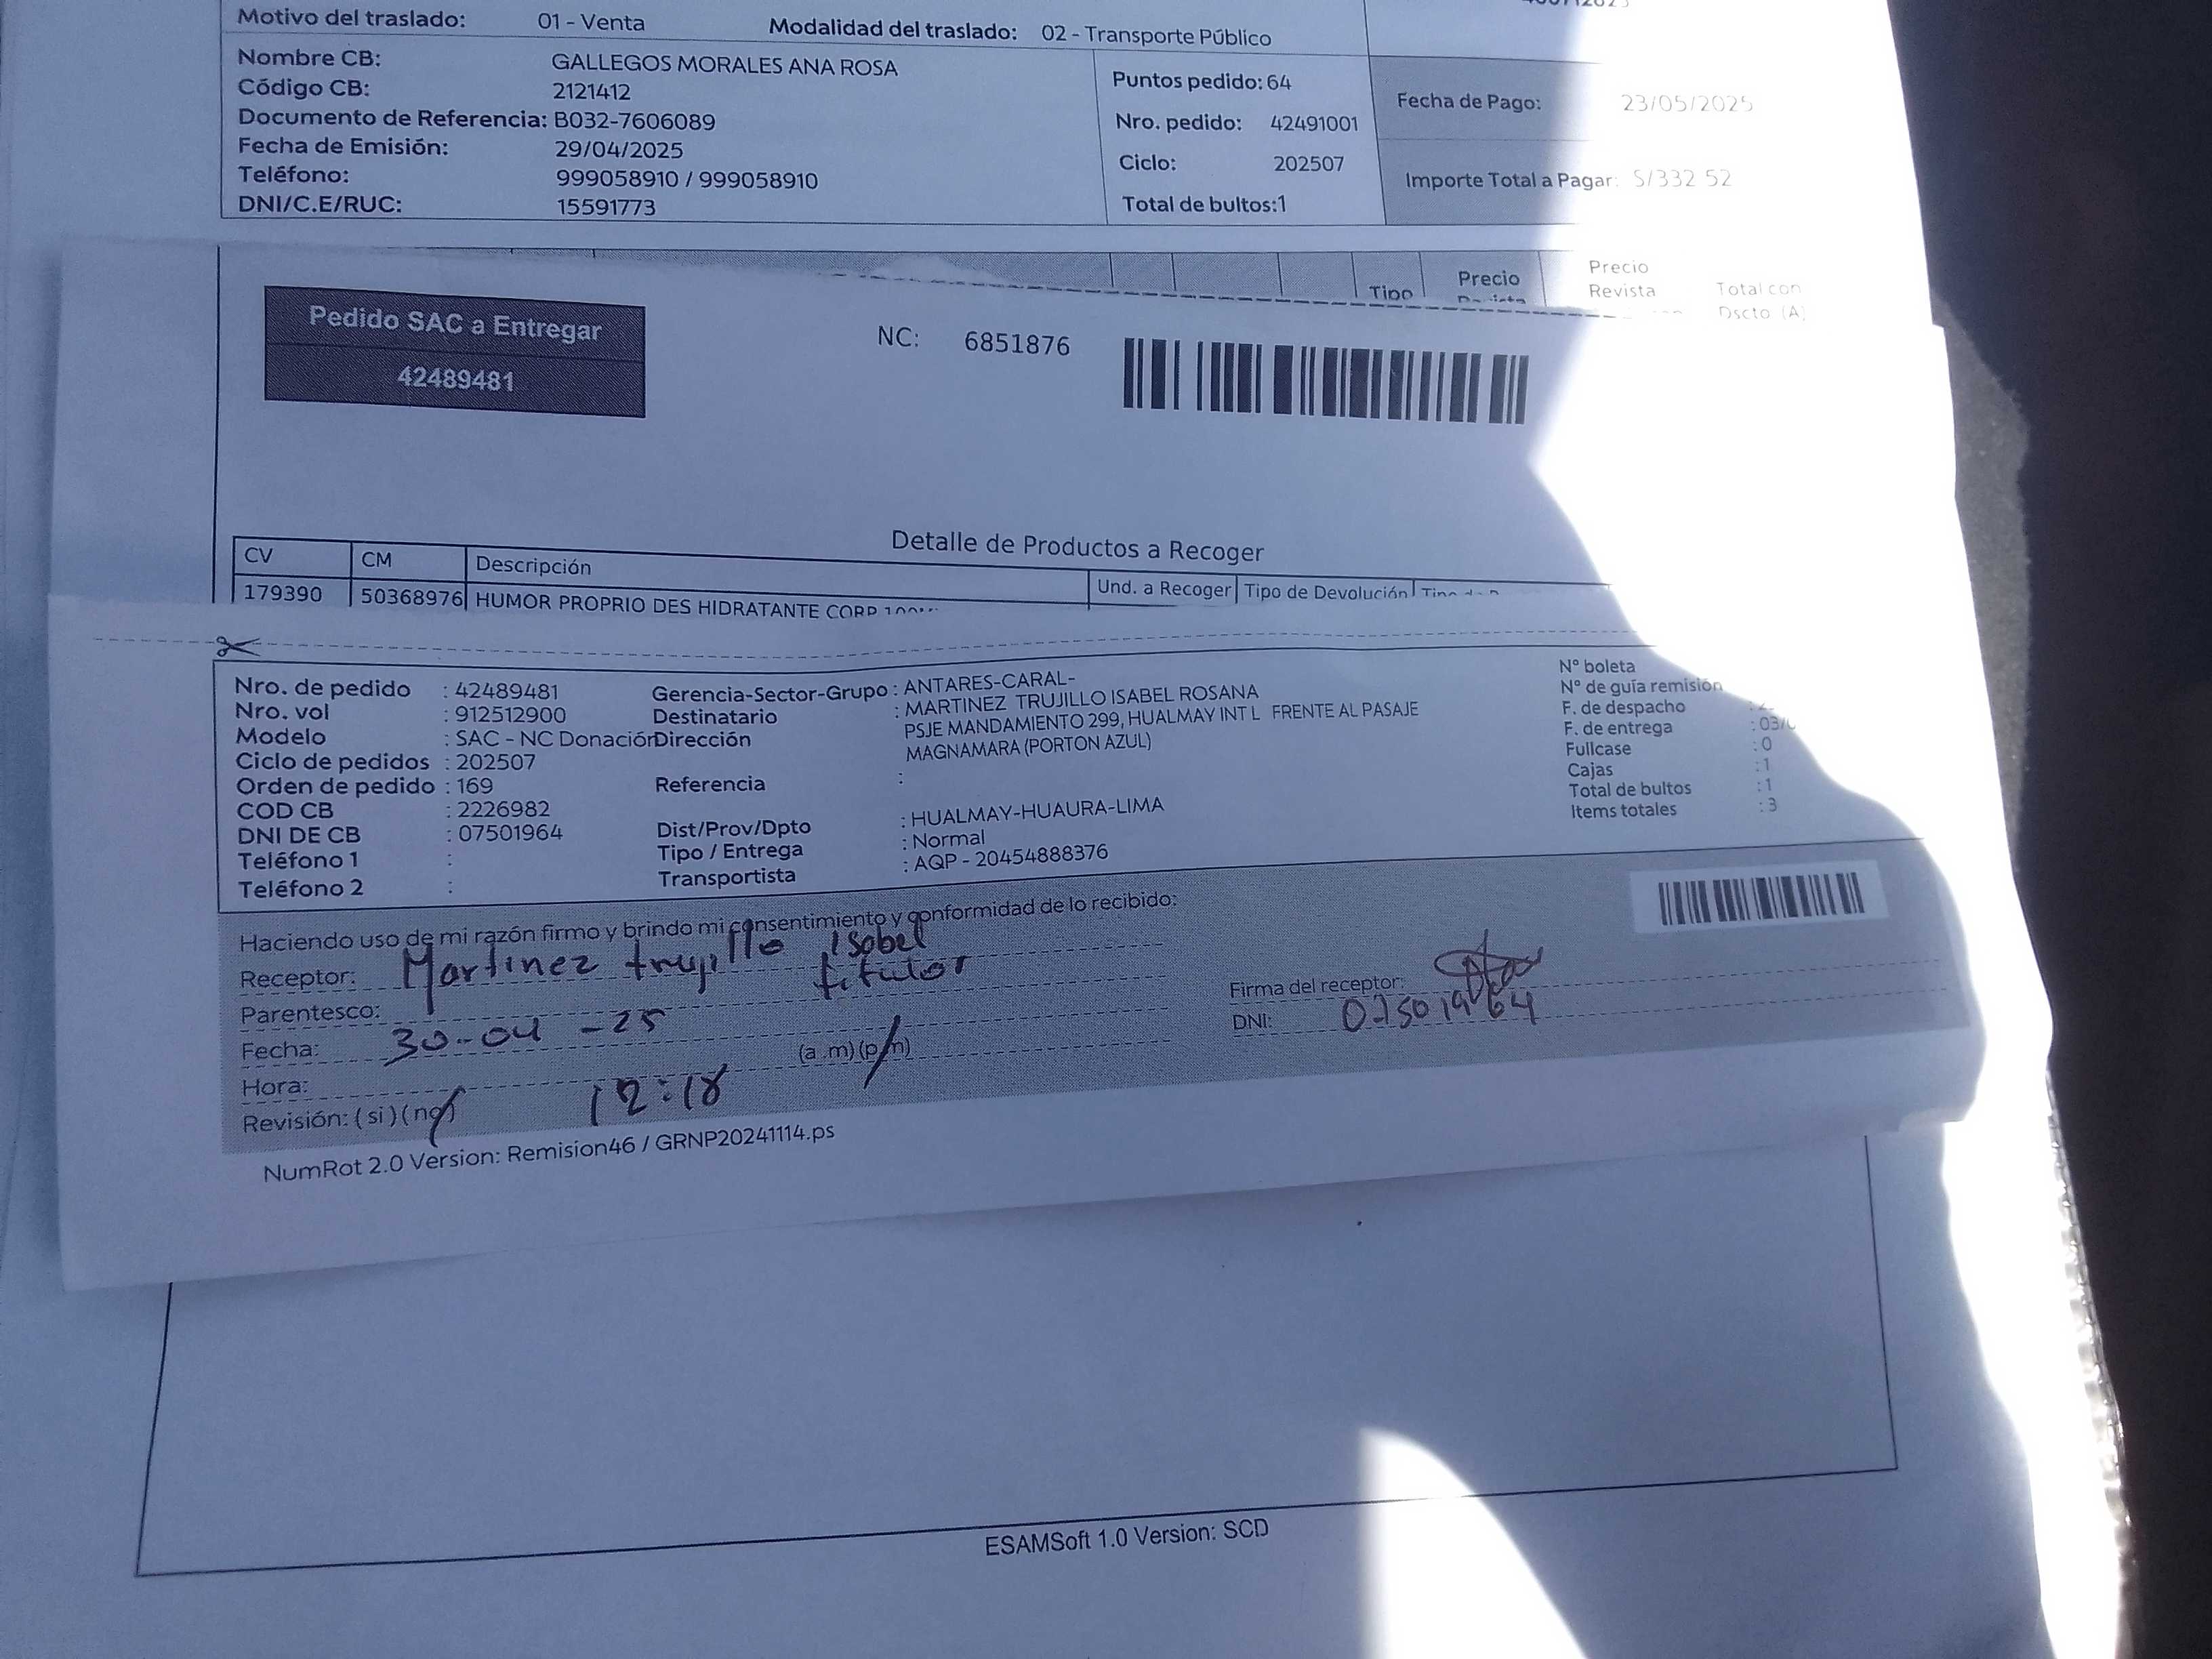 Motivo del traslado: 01 - Venta Modalidad del traslado: 02 - Transporte Público
Nombre CB: GALLEGOS MORALES ANA ROSA
Código CB: 2121412
Documento de Referencia: B032-7606089
Fecha de Emisión: 29/04/2025
Teléfono: 999058910 / 999058910
DNI/C.E/RUC: 15591773
Puntos pedido: 64
Nro. pedido: 42491001
Ciclo: 202507
Total de bultos:1
Fecha de Pago: 23/05/2025
Importe Total a Pagar: S/332 52
Tipo
Precio
Precio
Revista
Total con
Dscto (A)
Pedido SAC a Entregar
42489481
NC: 6851876
Detalle de Productos a Recoger
CV CM Descripción Und. a Recoger Tipo de Devolución
179390 50368976 HUMOR PROPRIO DES HIDRATANTE CORP
Nro. de pedido : 42489481
Nro. vol : 912512900
Modelo : SAC - NC Donación
Ciclo de pedidos : 202507
Orden de pedido : 169
COD CB : 2226982
DNI DE CB : 07501964
Teléfono 1 :
Teléfono 2 :
Gerencia-Sector-Grupo : ANTARES-CARAL-
Destinatario : MARTINEZ TRUJILLO ISABEL ROSANA
Dirección PSJE MANDAMIENTO 299, HUALMAY INT L FRENTE AL PASAJE
MAGNAMARA (PORTON AZUL)
Referencia :
Dist/Prov/Dpto : HUALMAY-HUAURA-LIMA
Tipo / Entrega : Normal
Transportista : AQP - 20454888376
N° boleta
N° de guía remisión
F. de despacho
F. de entrega : 03/
Fullcase : 0
Cajas : 1
Total de bultos : 1
Items totales : 3
Haciendo uso de mi razón firmo y brindo mi consentimiento y conformidad de lo recibido:
Receptor: Martinez trujillo Isabel
Parentesco: titular
Fecha: 30-04-25
Hora: 12:18 (a .m)(p.m)
Revisión: ( si ) ( no)
Firma del receptor:
DNI: 07501964
NumRot 2.0 Version: Remision46 / GRNP20241114.ps
ESAMSoft 1.0 Version: SCD